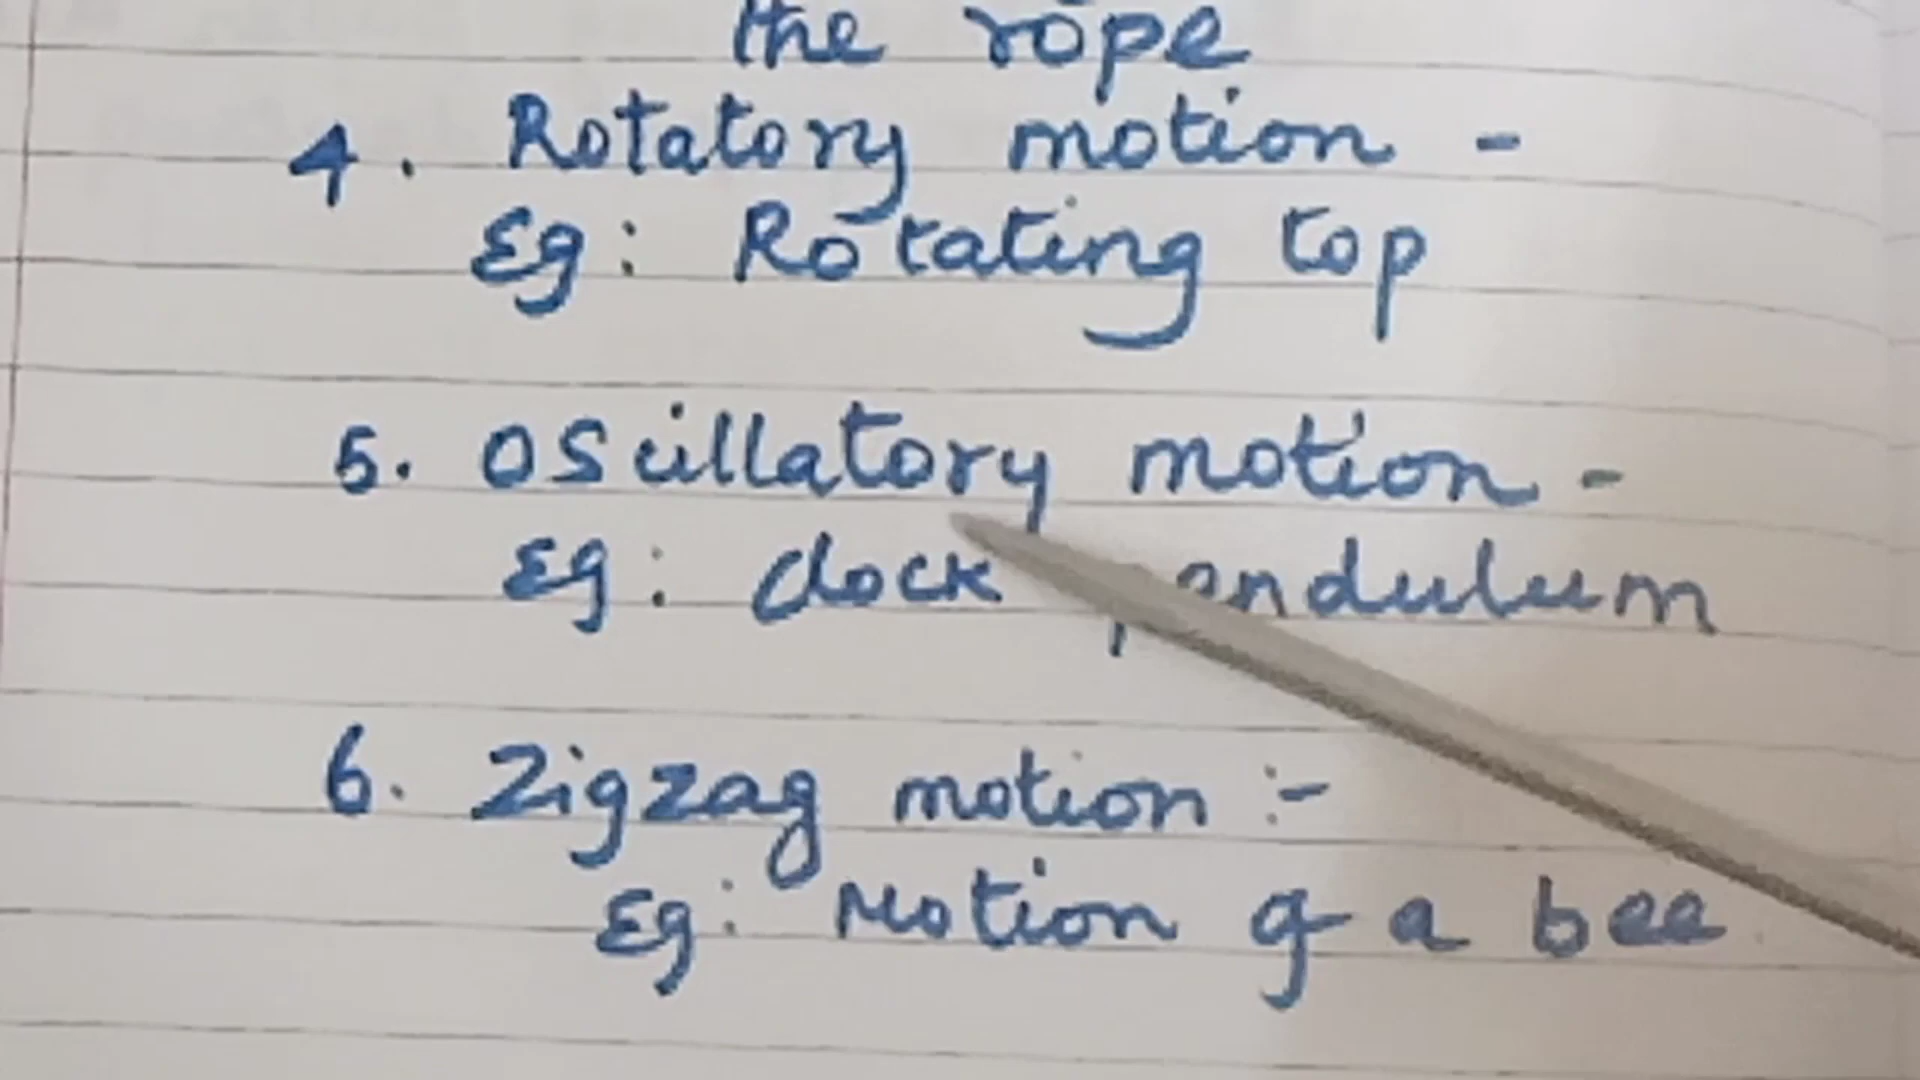 the rope
4. Rotatory motion -
Eg: Rotating top
5. Oscillatory motion -
Eg: clock pendulum
6. Zigzag motion :-
Eg: Motion of a bee